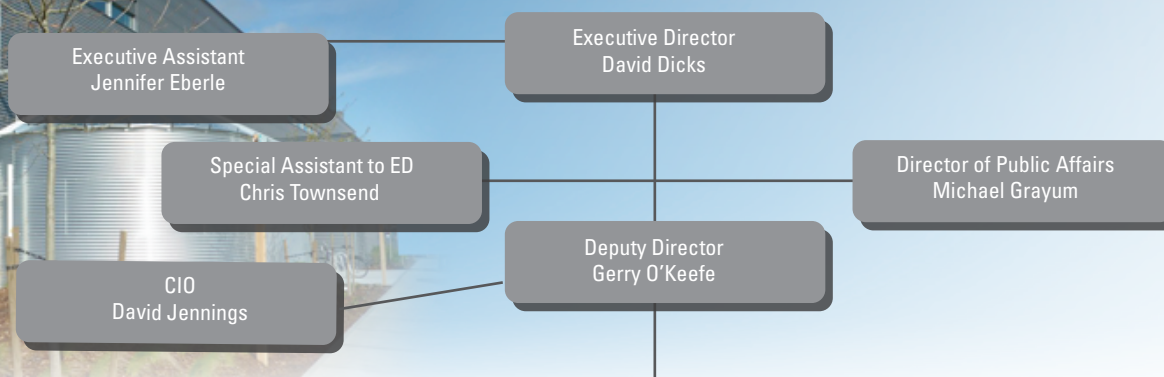 Executive Assistant
Jennifer Eberle
Executive Director
David Dicks
Special Assistant to ED
Chris Townsend
Director of Public Affairs
Michael Grayum
Deputy Director
Gerry O’Keefe
CIO
David Jennings